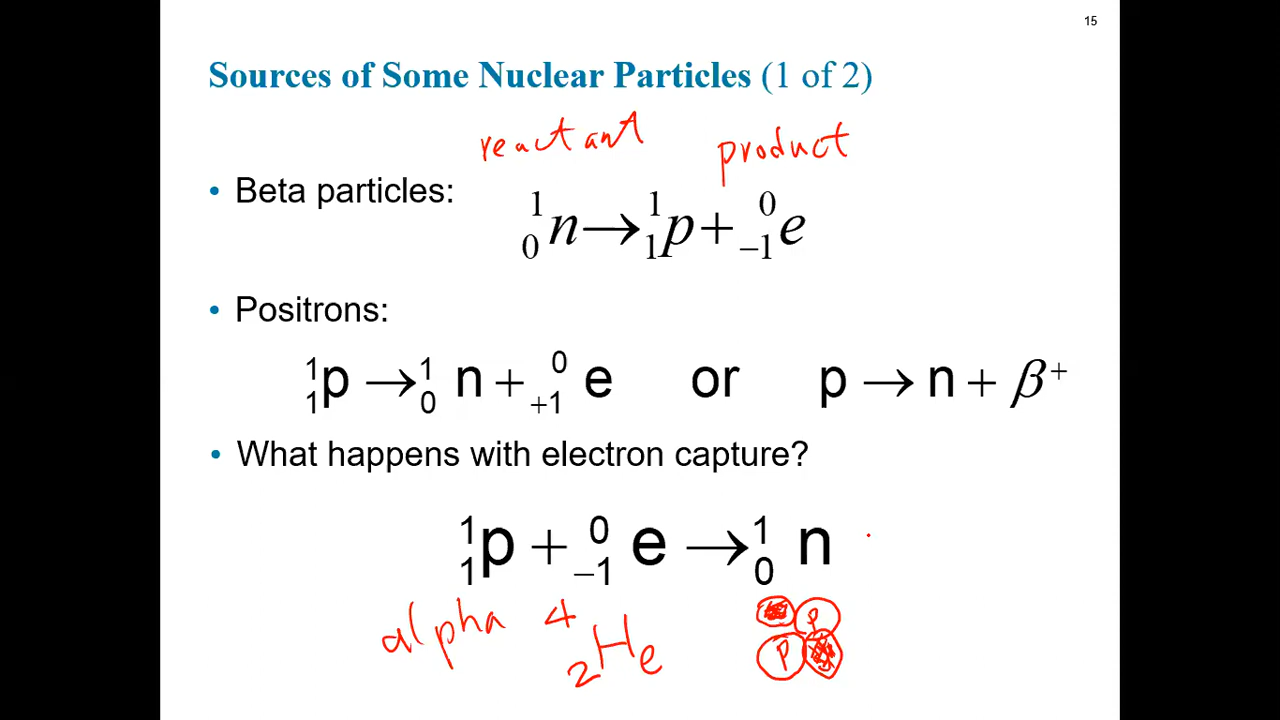 15
Sources of Some Nuclear Particles (1 of 2)
reactant product
• Beta particles: ¹₀n → ¹₁p + ⁰₋₁e
• Positrons:
¹₁p → ¹₀n + ⁰₊₁e or p → n + β⁺
• What happens with electron capture?
¹₁p + ⁰₋₁e → ¹₀n
alpha ⁴₂He p
p